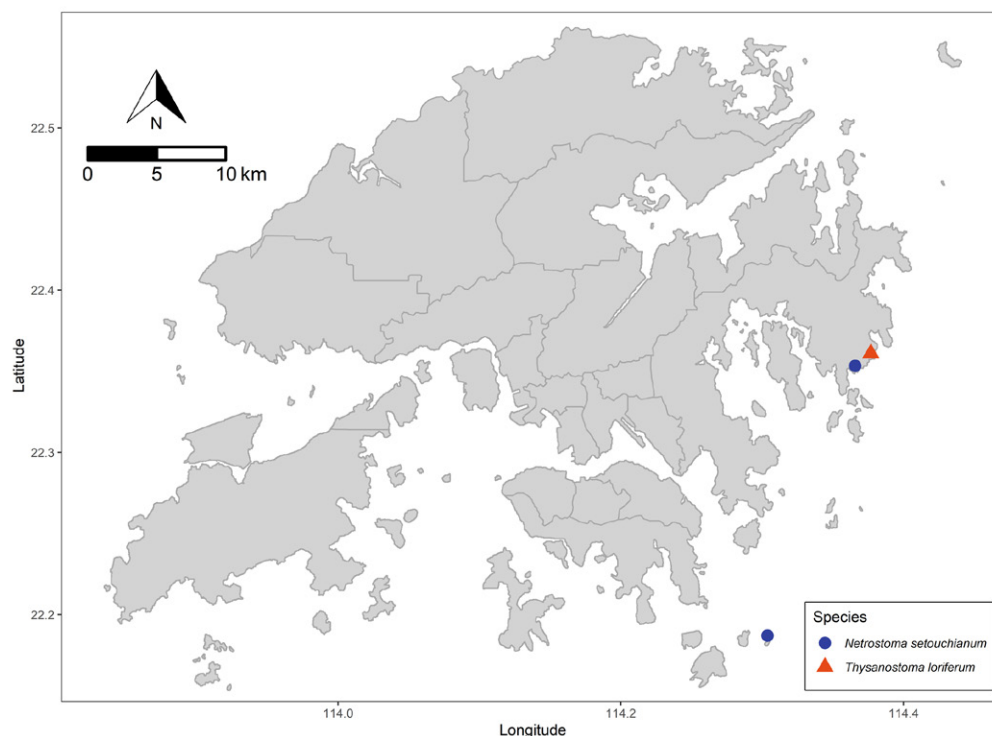 N
0 5 10 km
22.5
22.4
22.3
22.2
Latitude
114.0 114.2 114.4
Longitude
Species
Netrostoma setouchianum
Thysanostoma loriferum